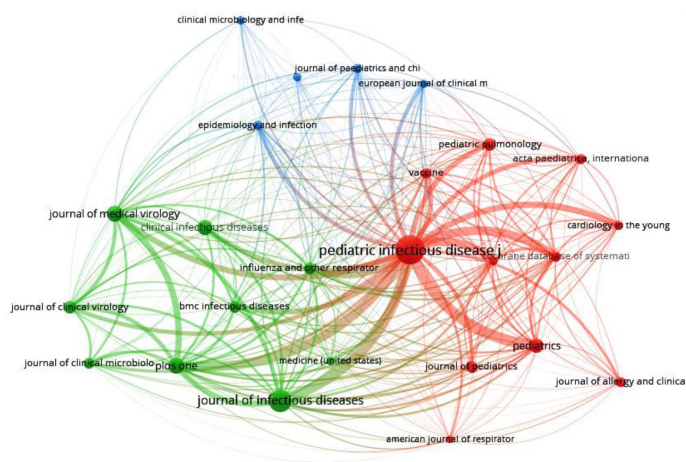 clinical microbiology and infe
journal of paediatrics and chi
european journal of clinical m
epidemiology and infection
pediatric pulmonology
acta paediatrica, internationa
vaccine
journal of medical virology
clinical infectious diseases
cardiology in the young
pediatric infectious disease j
cochrane database of systemati
influenza and other respirator
journal of clinical virology
bmc infectious diseases
pediatrics
journal of clinical microbiolo
plos one
medicine (united states)
journal of pediatrics
journal of allergy and clinica
journal of infectious diseases
american journal of respirator